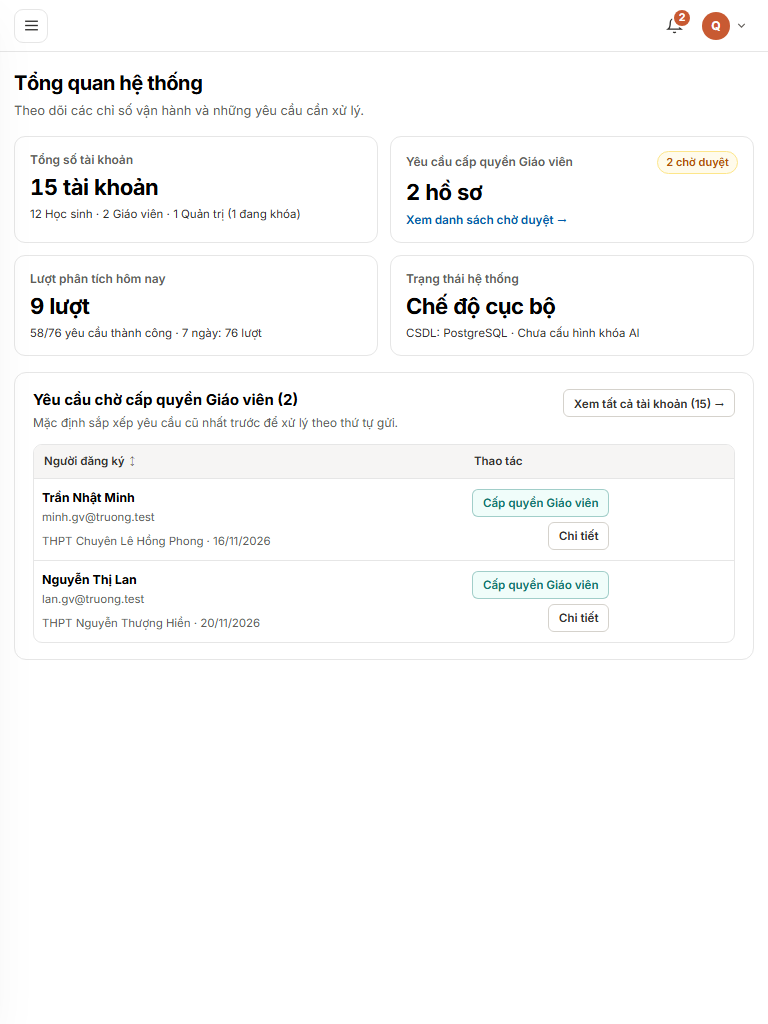 2
Q
Tổng quan hệ thống
Theo dõi các chỉ số vận hành và những yêu cầu cần xử lý.
Tổng số tài khoản
15 tài khoản
12 Học sinh · 2 Giáo viên · 1 Quản trị (1 đang khóa)
Yêu cầu cấp quyền Giáo viên
2 chờ duyệt
2 hồ sơ
Xem danh sách chờ duyệt →
Lượt phân tích hôm nay
9 lượt
58/76 yêu cầu thành công · 7 ngày: 76 lượt
Trạng thái hệ thống
Chế độ cục bộ
CSDL: PostgreSQL · Chưa cấu hình khóa AI
Yêu cầu chờ cấp quyền Giáo viên (2)
Mặc định sắp xếp yêu cầu cũ nhất trước để xử lý theo thứ tự gửi.
Xem tất cả tài khoản (15) →
Người đăng ký ↕
Thao tác
Trần Nhật Minh
minh.gv@truong.test
THPT Chuyên Lê Hồng Phong · 16/11/2026
Cấp quyền Giáo viên
Chi tiết
Nguyễn Thị Lan
lan.gv@truong.test
THPT Nguyễn Thượng Hiền · 20/11/2026
Cấp quyền Giáo viên
Chi tiết